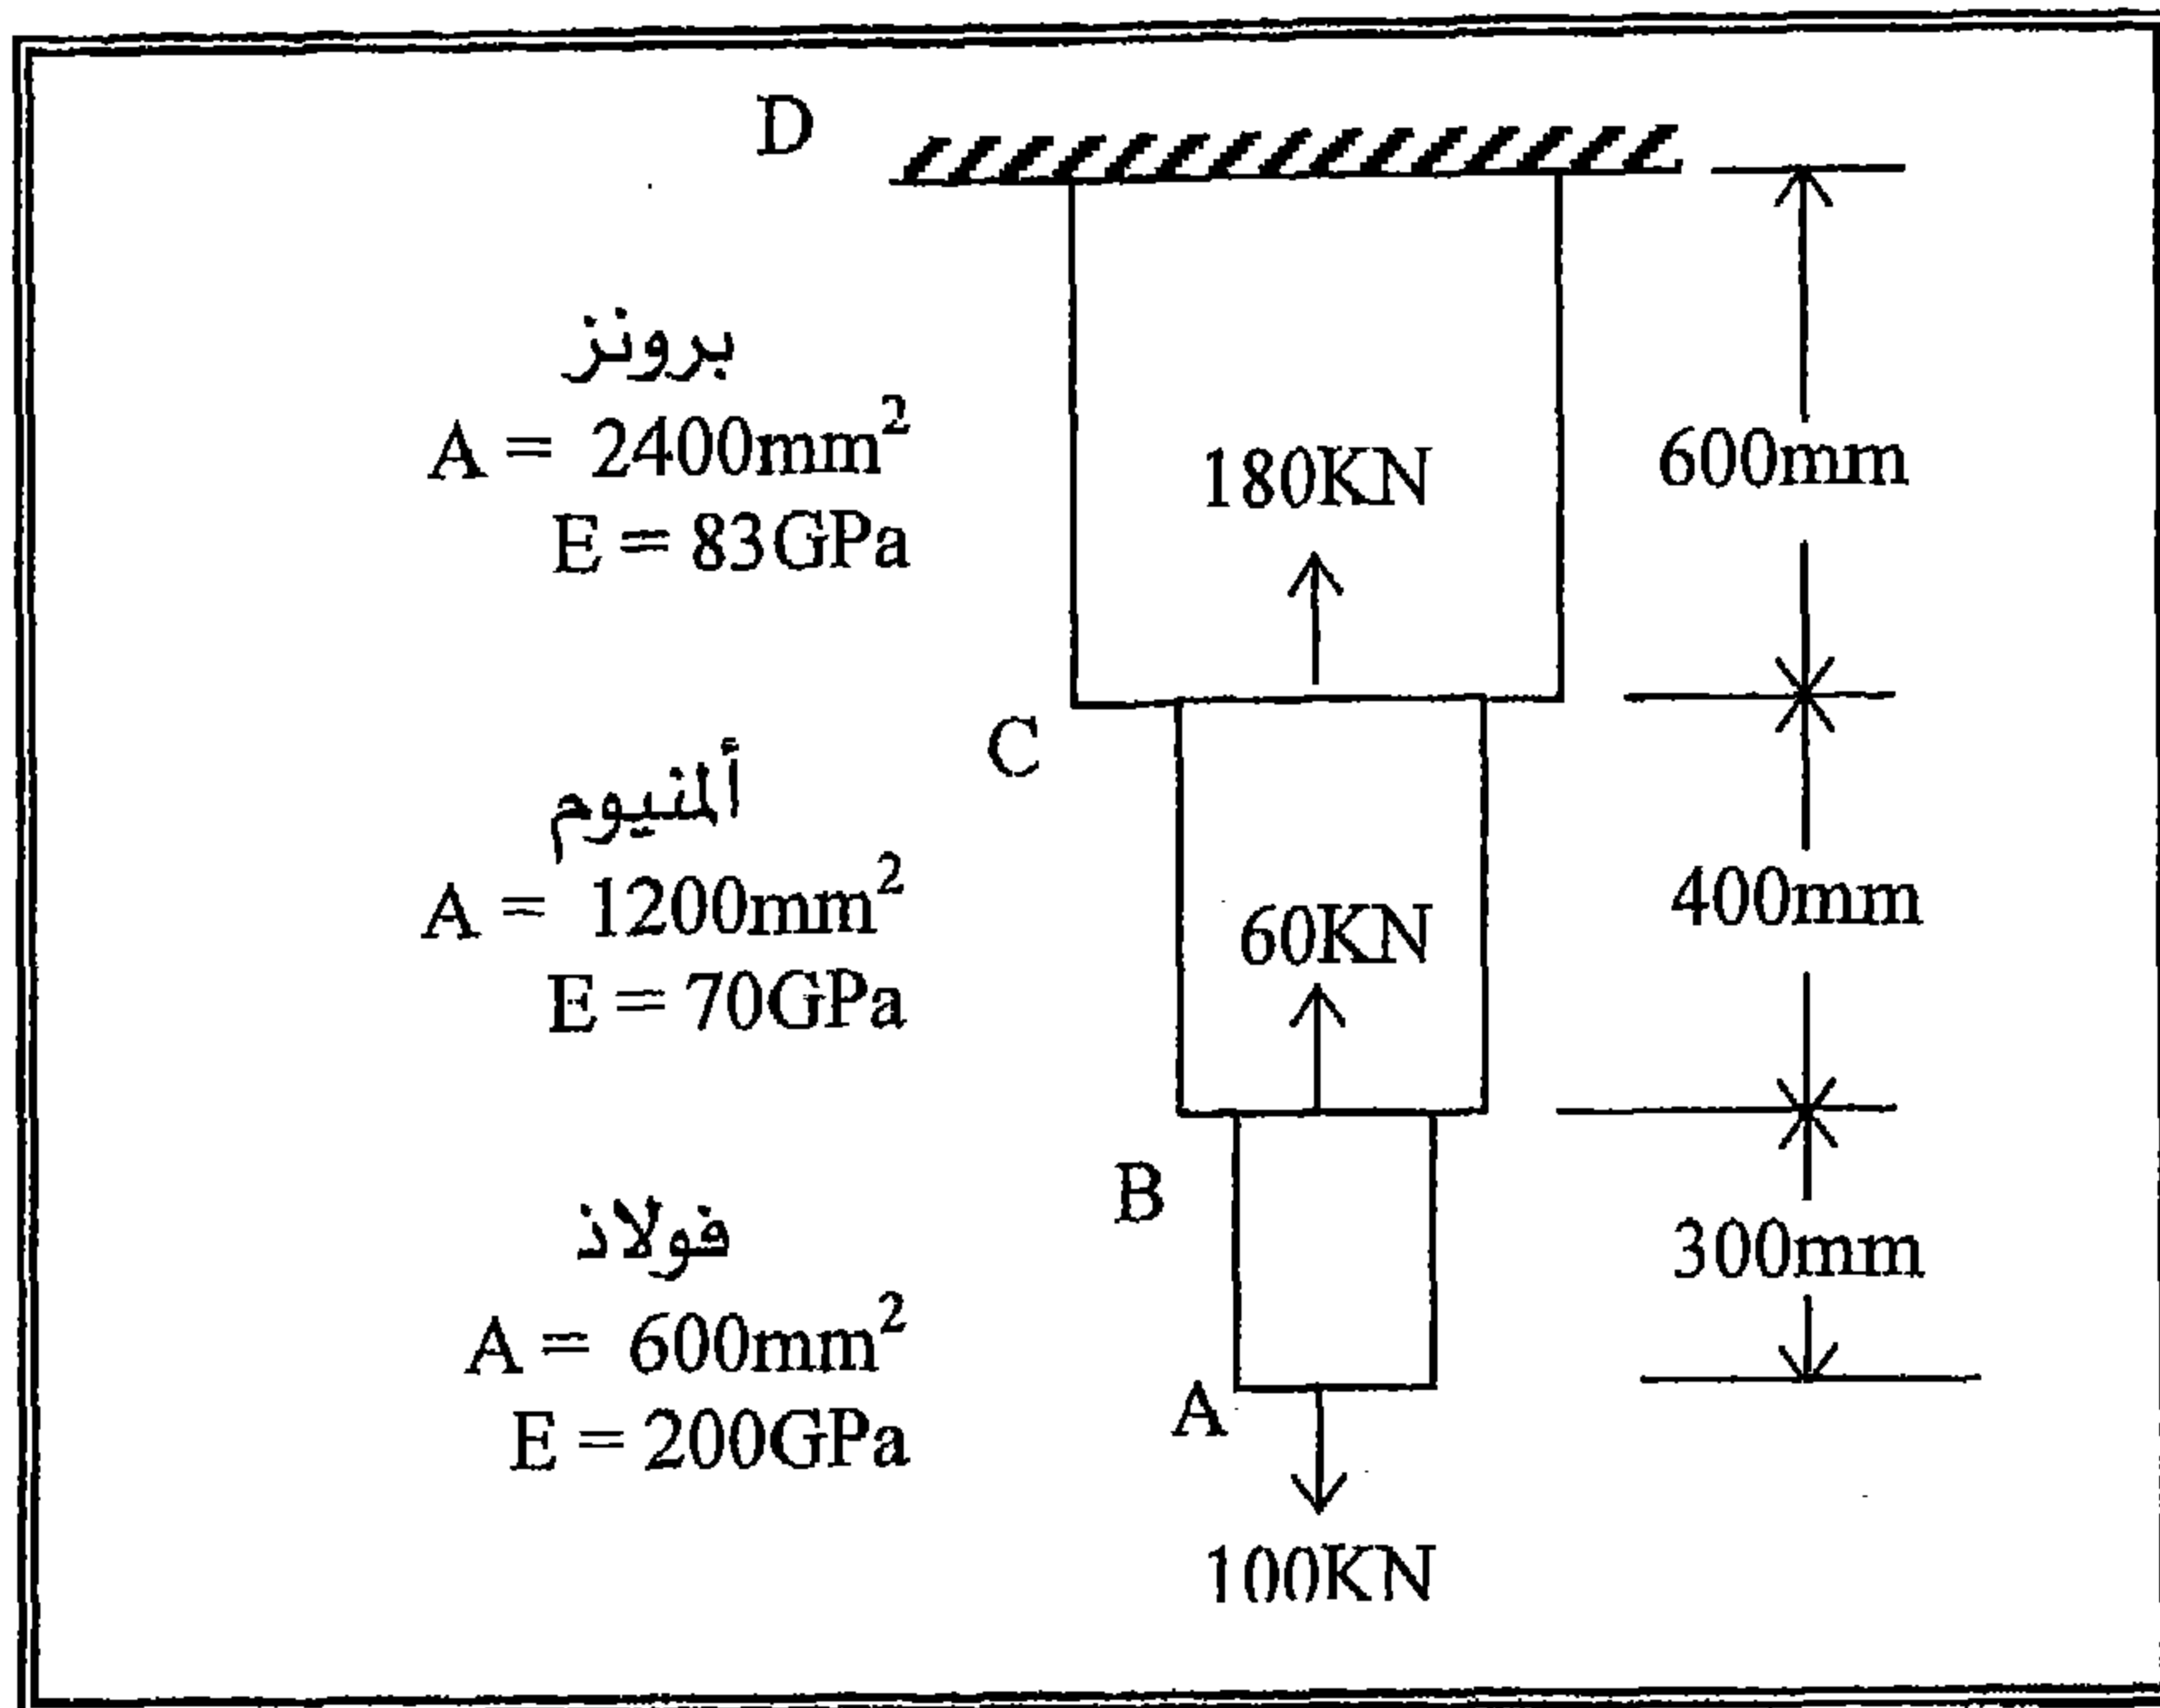 D
برونز
A = 2400mm²
E = 83GPa
180KN
600mm
C
ألمنيوم
A = 1200mm²
E = 70GPa
60KN
400mm
B
فولاذ
A = 600mm²
E = 200GPa
300mm
A
100KN